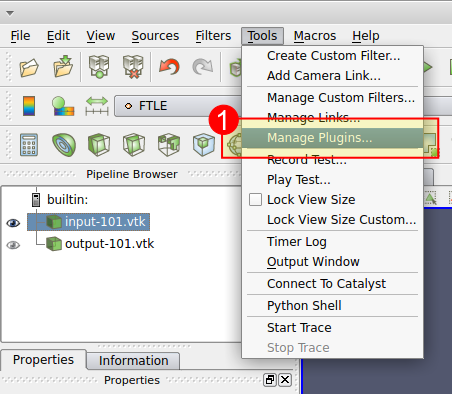 File Edit View Sources Filters Tools Macros Help
Create Custom Filter...
Add Camera Link...
Manage Custom Filters...
Manage Links...
Manage Plugins...
Record Test...
Play Test...
Lock View Size
Lock View Size Custom...
Timer Log
Output Window
Connect To Catalyst
Python Shell
Start Trace
Stop Trace
FTLE
1
Pipeline Browser
builtin:
input-101.vtk
output-101.vtk
Properties Information
Properties